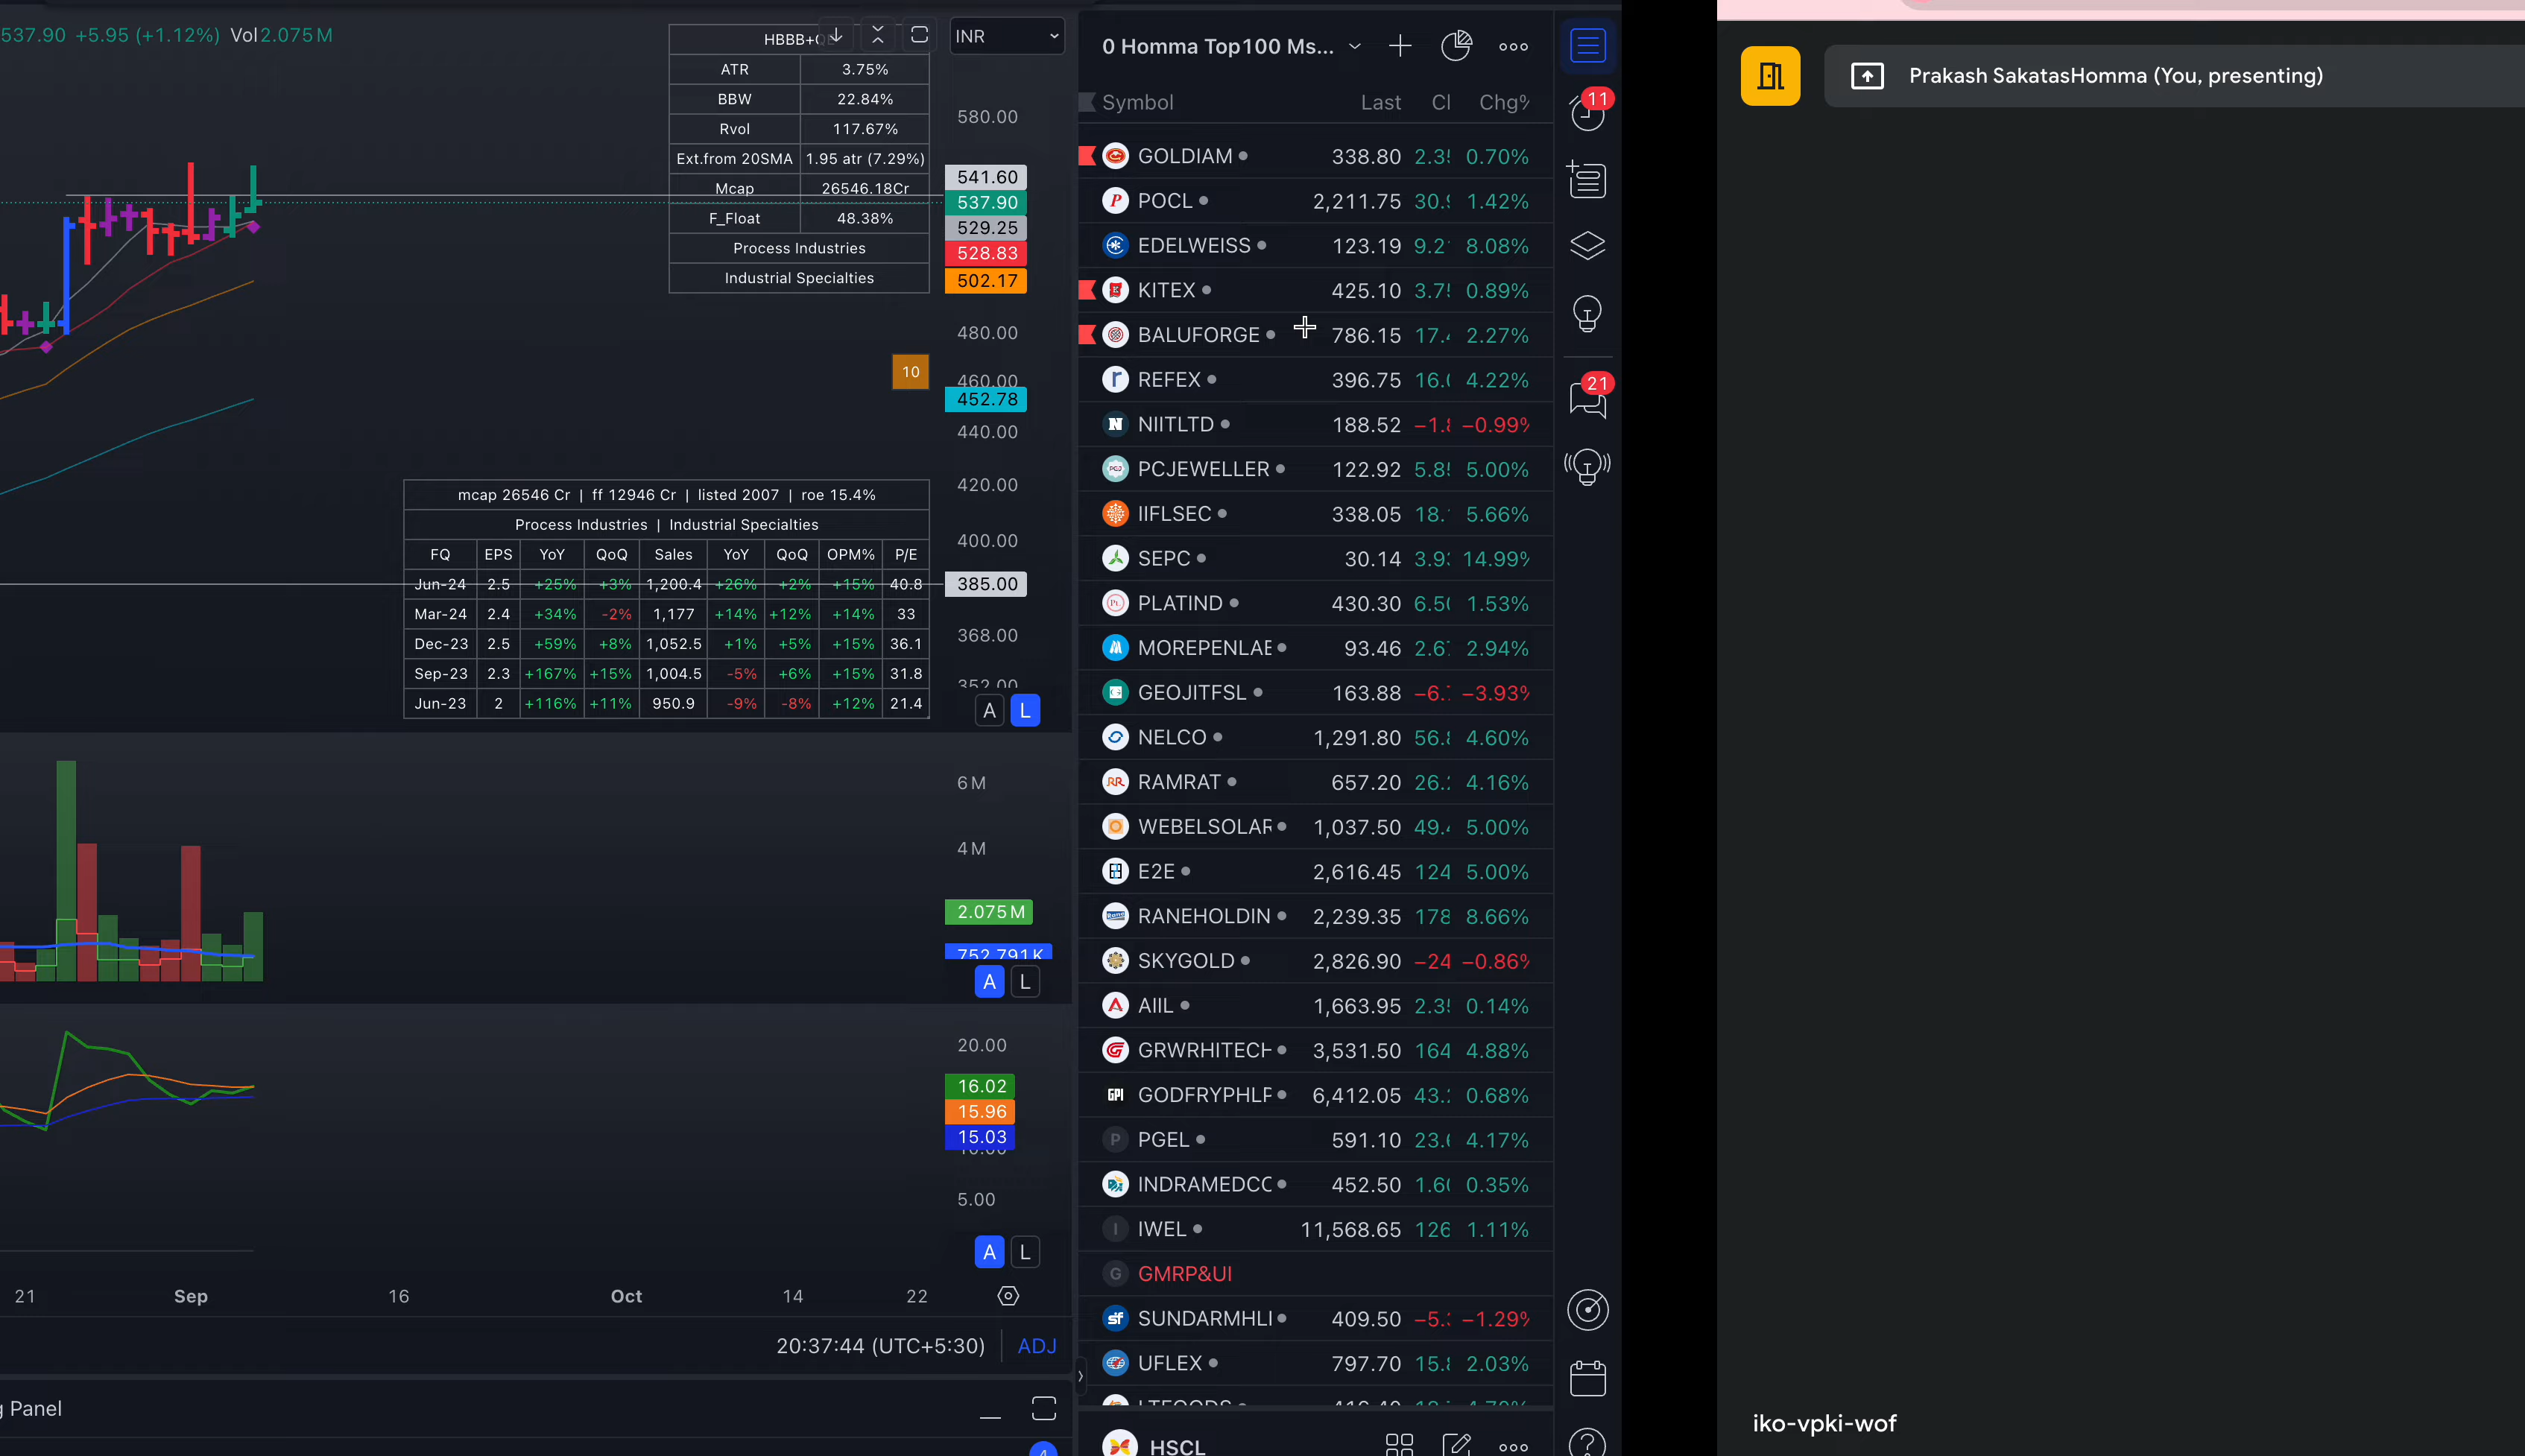 537.90 +5.95 (+1.12%) Vol 2.075 M
ATR 3.75%
BBW 22.84%
Rvol 117.67%
Ext.from 20SMA 1.95 atr (7.29%)
Mcap 26546.18Cr
F_Float 48.38%
Process Industries
Industrial Specialties
INR
580.00
541.60
537.90
529.25
528.83
502.17
480.00
460.00
452.78
440.00
420.00
400.00
385.00
368.00
352.00
10
mcap 26546 Cr | ff 12946 Cr | listed 2007 | roe 15.4%
Process Industries | Industrial Specialties
FQ EPS YoY QoQ Sales YoY QoQ OPM% P/E
Jun-24 2.5 +25% +3% 1,200.4 +26% +2% +15% 40.8
Mar-24 2.4 +34% -2% 1,177 +14% +12% +14% 33
Dec-23 2.5 +59% +8% 1,052.5 +1% +5% +15% 36.1
Sep-23 2.3 +167% +15% 1,004.5 -5% +6% +15% 31.8
Jun-23 2 +116% +11% 950.9 -9% -8% +12% 21.4
A L
6 M
4 M
2.075 M
752.791K
A L
20.00
16.02
15.96
15.03
5.00
A L
21 Sep 16 Oct 14 22
20:37:44 (UTC+5:30) ADJ
Panel
0 Homma Top100 Ms...
Symbol Last Chg%
GOLDIAM 338.80 0.70%
POCL 2,211.75 1.42%
EDELWEISS 123.19 8.08%
KITEX 425.10 0.89%
BALUFORGE 786.15 2.27%
REFEX 396.75 4.22%
NIITLTD 188.52 −0.99%
PCJEWELLER 122.92 5.00%
IIFLSEC 338.05 5.66%
SEPC 30.14 14.99%
PLATIND 430.30 1.53%
MOREPENLAB 93.46 2.94%
GEOJITFSL 163.88 −3.93%
NELCO 1,291.80 4.60%
RAMRAT 657.20 4.16%
WEBELSOLAR 1,037.50 5.00%
E2E 2,616.45 124 5.00%
RANEHOLDIN 2,239.35 178 8.66%
SKYGOLD 2,826.90 −24 −0.86%
AIIL 1,663.95 0.14%
GRWRHITECH 3,531.50 164 4.88%
GODFRYPHLP 6,412.05 0.68%
PGEL 591.10 4.17%
INDRAMEDCO 452.50 0.35%
IWEL 11,568.65 126 1.11%
GMRP&UI
SUNDARMHLD 409.50 −1.29%
UFLEX 797.70 2.03%
HSCL
11
21
Prakash SakatasHomma (You, presenting)
iko-vpki-wof